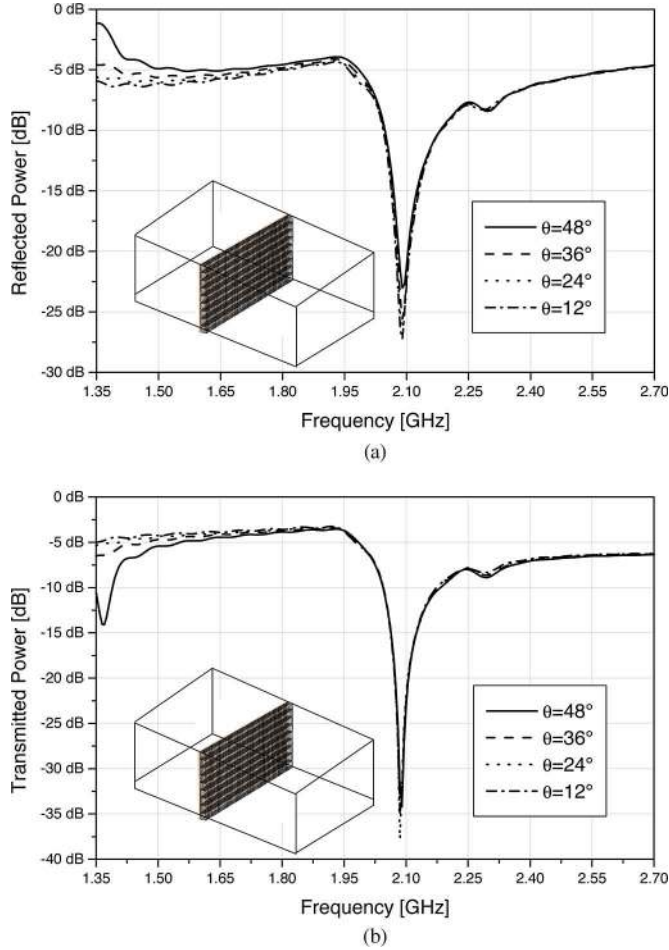 0 dB
-5 dB
-10 dB
-15 dB
-20 dB
-25 dB
-30 dB
Reflected Power [dB]
θ=48°
θ=36°
θ=24°
θ=12°
1.35 1.50 1.65 1.80 1.95 2.10 2.25 2.40 2.55 2.70
Frequency [GHz]
(a)
0 dB
-5 dB
-10 dB
-15 dB
-20 dB
-25 dB
-30 dB
-35 dB
-40 dB
Transmitted Power [dB]
θ=48°
θ=36°
θ=24°
θ=12°
1.35 1.50 1.65 1.80 1.95 2.10 2.25 2.40 2.55 2.70
Frequency [GHz]
(b)